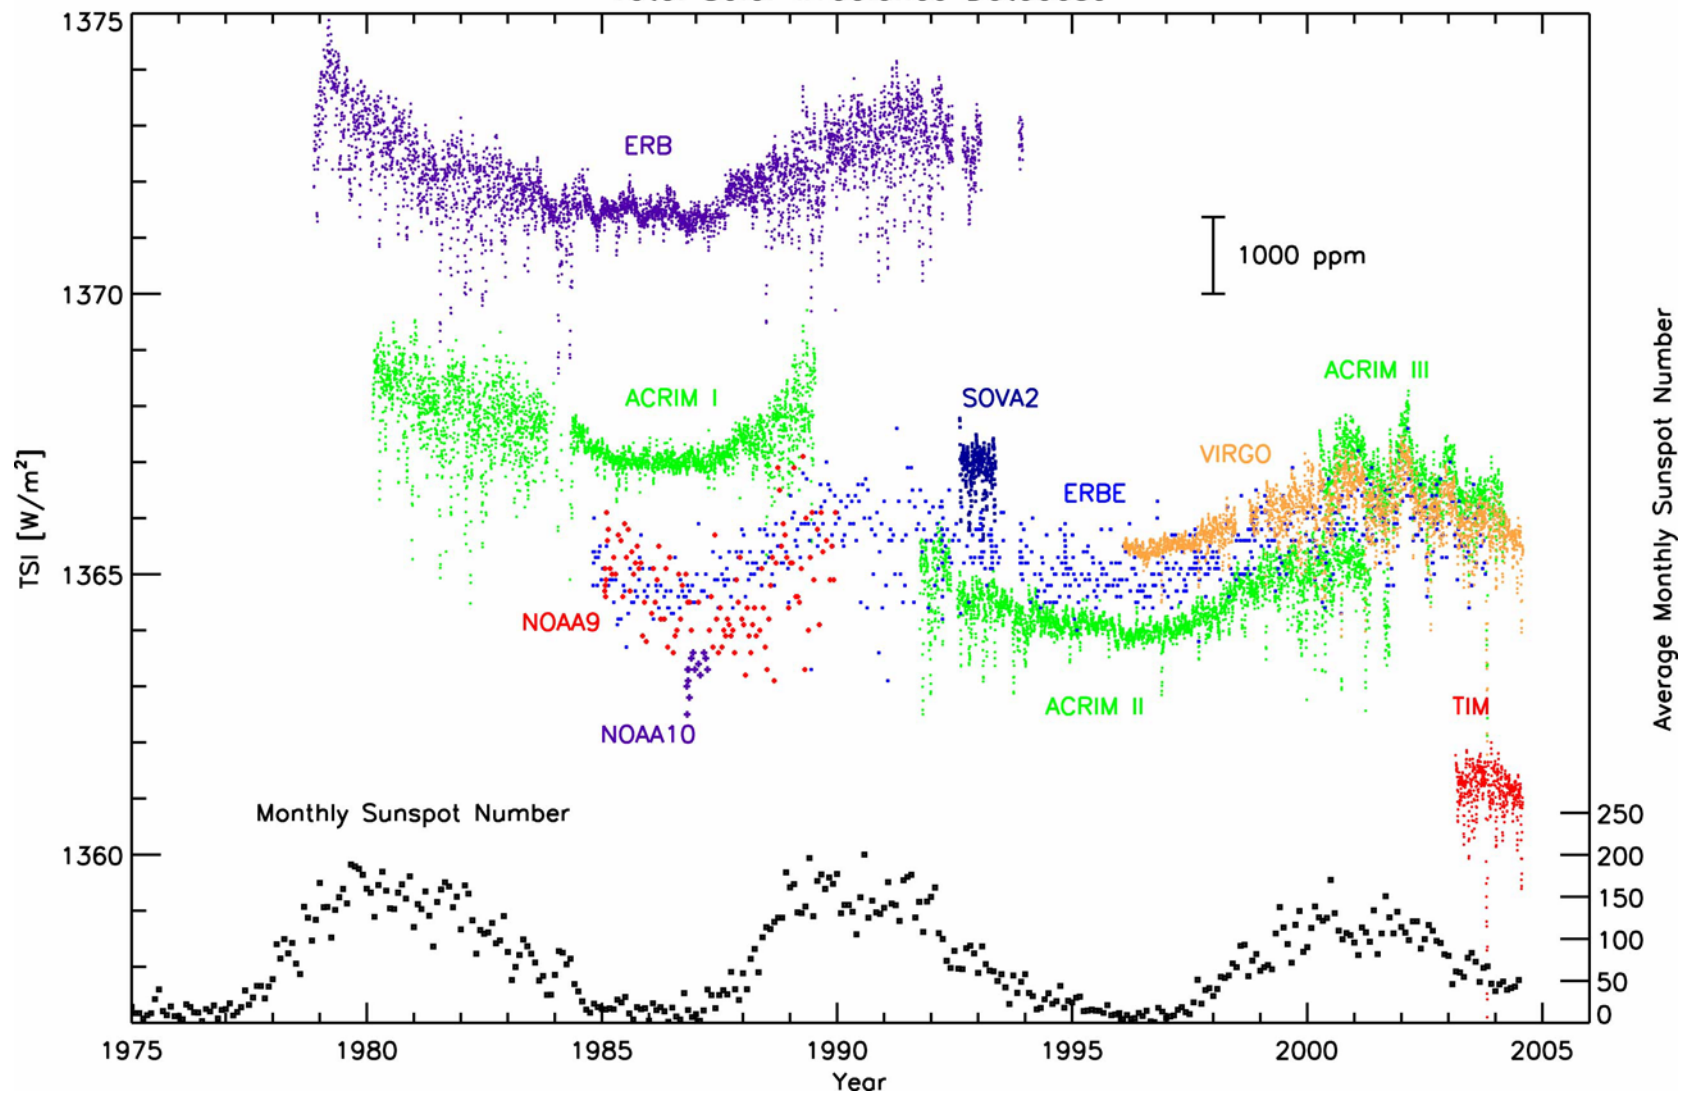 1375
1370
1365
1360
TSI [W/m²]
ERB
1000 ppm
ACRIM I
SOVA2
ACRIM III
VIRGO
ERBE
NOAA9
NOAA10
ACRIM II
TIM
Monthly Sunspot Number
250
200
150
100
50
0
Average Monthly Sunspot Number
1975
1980
1985
1990
1995
2000
2005
Year